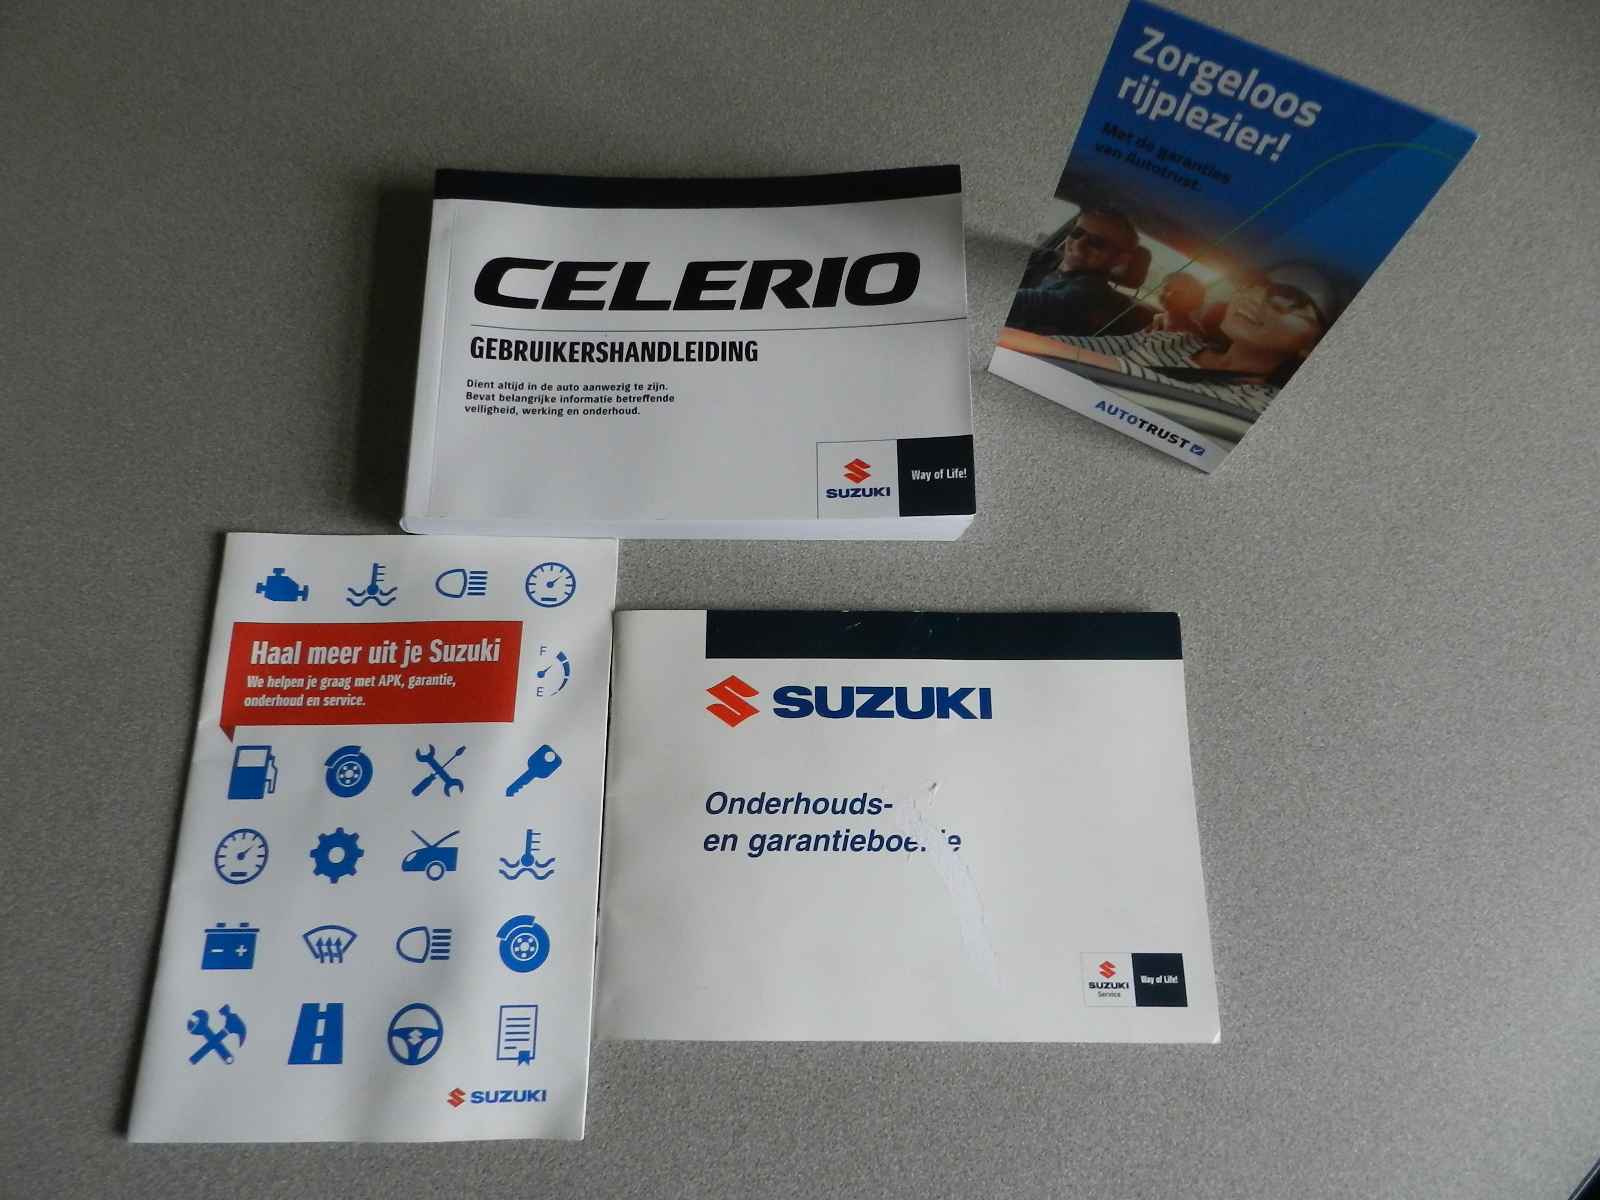 Zorgeloos
rijplezier!
Met de garanties
van Autotrust.
AUTOTRUST
CELERIO
GEBRUIKERSHANDLEIDING
Dient altijd in de auto aanwezig te zijn.
Bevat belangrijke informatie betreffende
veiligheid, werking en onderhoud.
SUZUKI
Way of Life!
Haal meer uit je Suzuki
We helpen je graag met APK, garantie,
onderhoud en service.
F
E
SUZUKI
SUZUKI
Onderhouds-
en garantieboe
SUZUKI
Service
Way of Life!